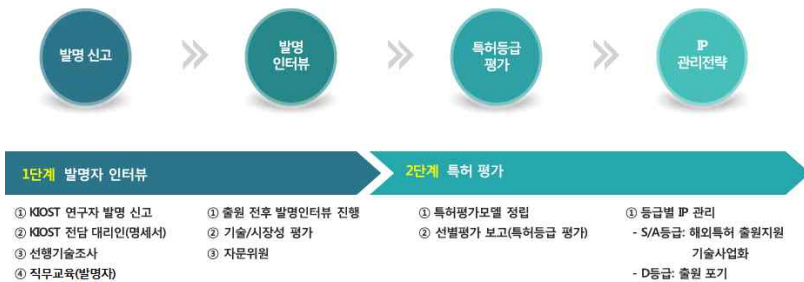 발명 신고
발명
인터뷰
특허등급
평가
IP
관리전략
1단계 발명자 인터뷰
2단계 특허 평가
① KIOST 연구자 발명 신고
② KIOST 전담 대리인(명세서)
③ 선행기술조사
④ 직무교육(발명자)
① 출원 전후 발명인터뷰 진행
② 기술/시장성 평가
③ 자문위원
① 특허평가모델 정립
② 선별평가 보고(특허등급 평가)
① 등급별 IP 관리
- S/A등급: 해외특허 출원지원
기술사업화
- D등급: 출원 포기